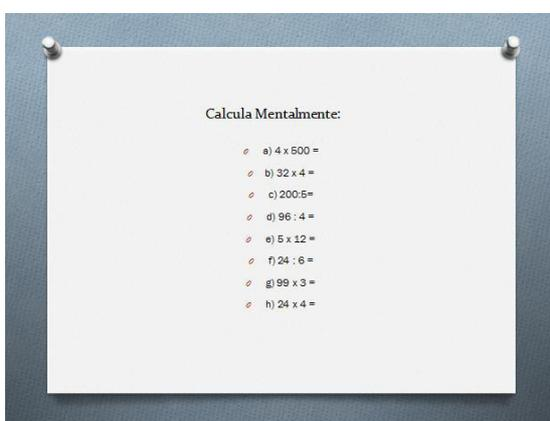 Calcula Mentalmente:
a) 4 x 500 =
b) 32 x 4 =
c) 200:5=
d) 96 : 4 =
e) 5 x 12 =
f) 24 : 6 =
g) 99 x 3 =
h) 24 x 4 =